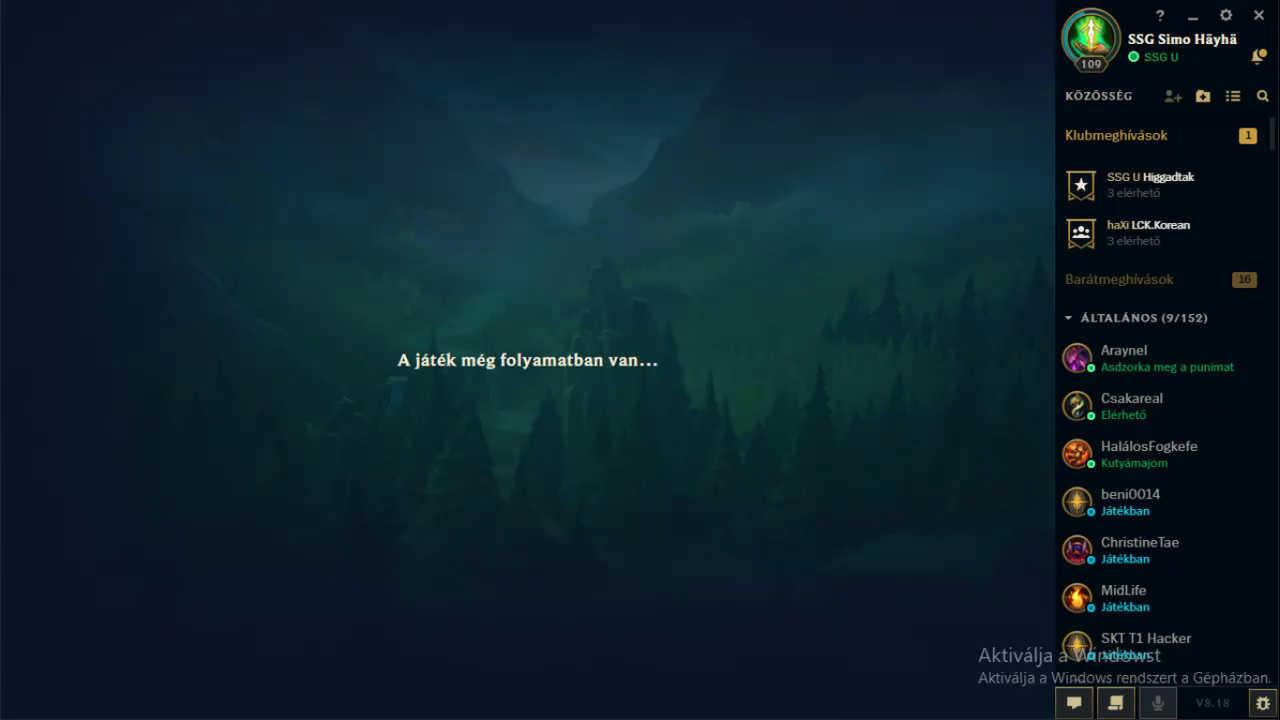 SSG Simo Häyhä
109
SSG U
KÖZÖSSÉG
Klubmeghívások
1
SSG U Higgadtak
3 elérhető
haXi LCK.Korean
3 elérhető
Barátmeghívások
16
ÁLTALÁNOS (9/152)
A játék még folyamatban van...
Araynel
Asdzorka meg a punimat
Csakareal
Elérhető
HalálosFogkefe
Kutyámajom
beni0014
Játékban
ChristineTae
Játékban
MidLife
Játékban
SKT T1 Hacker
Játékban
Aktiválja a Windowst
Aktiválja a Windows rendszert a Gépházban.
V8.18